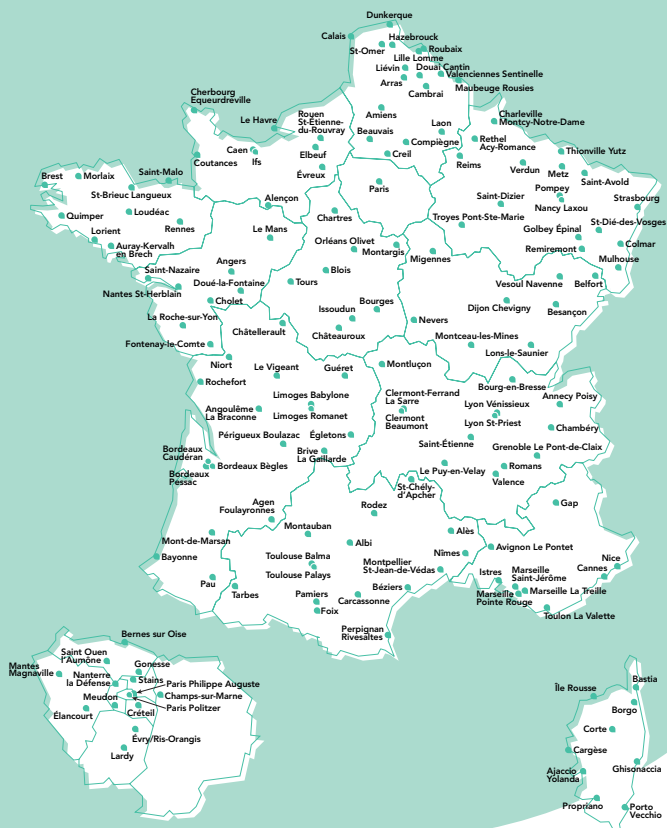 Dunkerque
Calais
Hazebrouck
St-Omer
Roubaix
Lille Lomme
Liévin
Douai Cantin
Valenciennes Sentinelle
Arras
Cambrai
Maubeuge Rousies
Cherbourg
Equeurdreville
Le Havre
Rouen
St-Étienne-
du-Rouvray
Amiens
Laon
Charleville
Montcy-Notre-Dame
Beauvais
Compiègne
Rethel
Acy-Romance
Thionville Yutz
Caen
Ifs
Elbeuf
Creil
Reims
Coutances
Évreux
Verdun
Metz
Saint-Avold
Brest
Morlaix
Saint-Malo
Paris
Pompey
Strasbourg
St-Brieuc Langueux
Alençon
Saint-Dizier
Nancy Laxou
Quimper
Loudéac
Chartres
Troyes Pont-Ste-Marie
St-Dié-des-Vosges
Rennes
Le Mans
Golbey Épinal
Lorient
Orléans Olivet
Colmar
Auray-Kervalh
en Brech
Montargis
Migennes
Remiremont
Mulhouse
Saint-Nazaire
Angers
Blois
Doué-la-Fontaine
Tours
Vesoul Navenne
Belfort
Nantes St-Herblain
Cholet
Bourges
Dijon Chevigny
Besançon
La Roche-sur-Yon
Issoudun
Nevers
Châtellerault
Châteauroux
Montceau-les-Mines
Fontenay-le-Comte
Lons-le-Saunier
Niort
Le Vigeant
Guéret
Montluçon
Rochefort
Bourg-en-Bresse
Limoges Babylone
Clermont-Ferrand
La Sarre
Annecy Poisy
Angoulême
La Braconne
Limoges Romanet
Clermont
Beaumont
Lyon Vénissieux
Lyon St-Priest
Chambéry
Périgueux Boulazac
Égletons
Saint-Étienne
Grenoble Le Pont-de-Claix
Bordeaux
Caudéran
Brive
La Gaillarde
Bordeaux Bègles
Le Puy-en-Velay
Romans
Bordeaux
Pessac
St-Chély-
d'Apcher
Valence
Agen
Foulayronnes
Rodez
Gap
Montauban
Alès
Mont-de-Marsan
Albi
Avignon Le Pontet
Bayonne
Toulouse Balma
Nîmes
Nice
Montpellier
St-Jean-de-Védas
Cannes
Toulouse Palays
Istres
Marseille
Saint-Jérôme
Pau
Tarbes
Béziers
Marseille La Treille
Pamiers
Carcassonne
Marseille
Pointe Rouge
Foix
Toulon La Valette
Perpignan
Rivesaltes
Bernes sur Oise
Saint Ouen
l'Aumône
Gonesse
Mantes
Magnaville
Nanterre
la Défense
Stains
Paris Philippe Auguste
Meudon
Champs-sur-Marne
Élancourt
Créteil
Paris Politzer
Évry/Ris-Orangis
Lardy
Bastia
Île Rousse
Borgo
Corte
Cargèse
Ghisonaccia
Ajaccio
Yolanda
Propriano
Porto
Vecchio